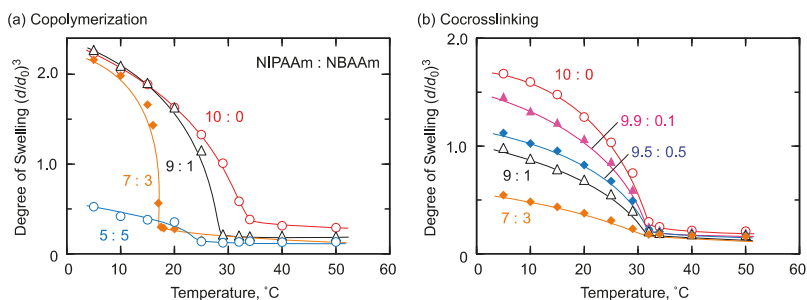 (a) Copolymerization
Degree of Swelling (d/d0)³
2.0
1.0
0
NIPAAm : NBAAm
10 : 0
9 : 1
7 : 3
5 : 5
0 10 20 30 40 50 60
Temperature, ˚C
(b) Cocrosslinking
Degree of Swelling (d/d0)³
2.0
1.0
0
10 : 0
9.9 : 0.1
9.5 : 0.5
9 : 1
7 : 3
0 10 20 30 40 50 60
Temperature, ˚C